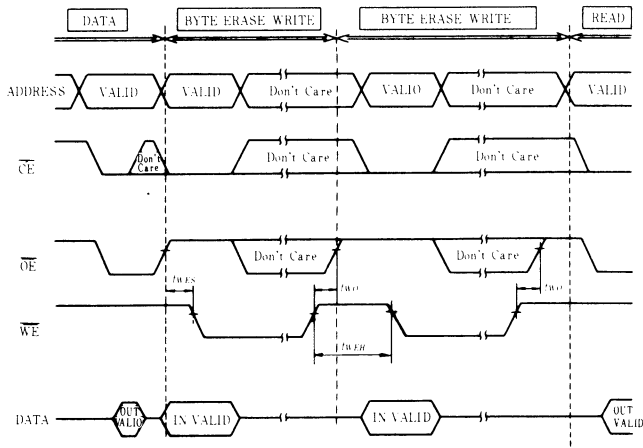 DATA BYTE ERASE WRITE BYTE ERASE WRITE READ
ADDRESS VALID VALID Don't Care VALIO Don't Care VALID
CE Don't Care Don't Care Don't Care
OE Don't Care Don't Care
tWES tWO tWO
WE
tWEH
DATA OUT VALIO IN VALID IN VALID OUT VALID